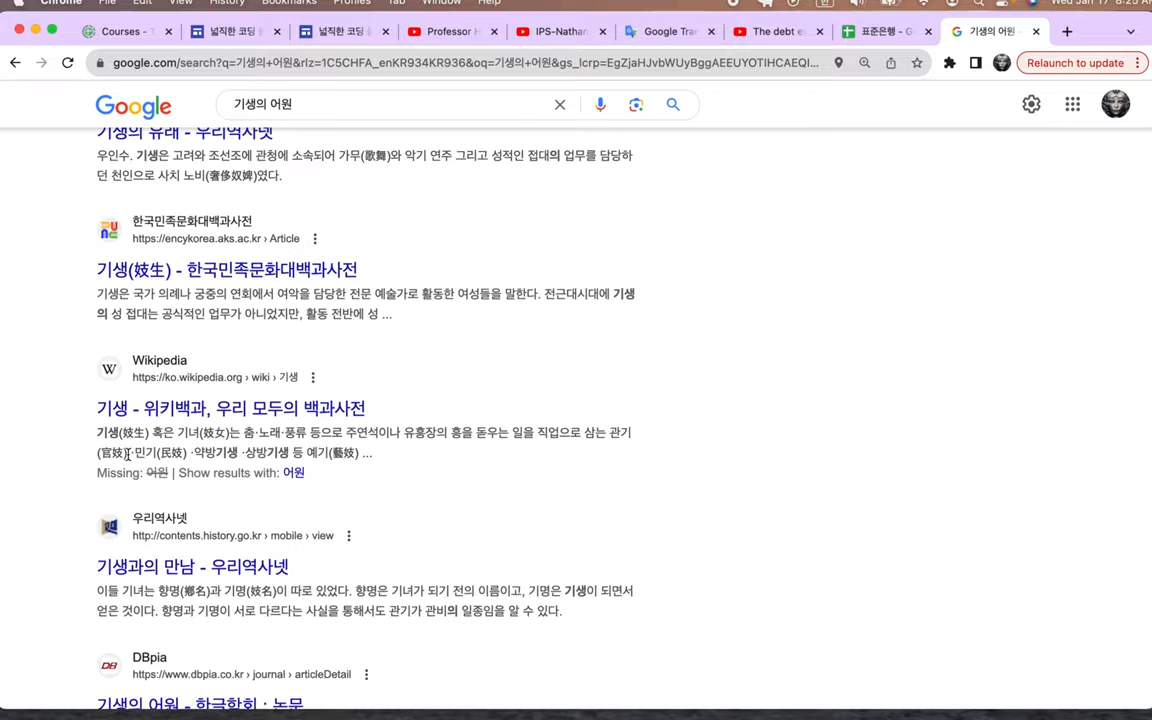 Chrome File Edit View History Bookmarks Profiles Tab Window Help
Wed Jan 17 8:25 
Courses -
널직한 코딩
널직한 코딩
Professor
IPS-Nathan
Google Tra
The debt
표준은행 - G
기생의 어원
google.com/search?q=기생의+어원&rlz=1C5CHFA_enKR934KR936&oq=기생의+어원&gs_lcrp=EgZjaHJvbWUyBggAEEUYOTIHCAEQI...
Relaunch to update
Google
기생의 어원
기생의 유래 - 우리역사넷
우인수. 기생은 고려와 조선조에 관청에 소속되어 가무(歌舞)와 악기 연주 그리고 성적인 접대의 업무를 담당하
던 천인으로 사치 노비(奢侈奴婢)였다.
한국민족문화대백과사전
https://encykorea.aks.ac.kr › Article
기생(妓生) - 한국민족문화대백과사전
기생은 국가 의례나 궁중의 연회에서 여악을 담당한 전문 예술가로 활동한 여성들을 말한다. 전근대시대에 기생
의 성 접대는 공식적인 업무가 아니었지만, 활동 전반에 성 ...
W
Wikipedia
https://ko.wikipedia.org › wiki › 기생
기생 - 위키백과, 우리 모두의 백과사전
기생(妓生) 혹은 기녀(妓女)는 춤·노래·풍류 등으로 주연석이나 유흥장의 흥을 돋우는 일을 직업으로 삼는 관기
(官妓)·민기(民妓) ·약방기생 ·상방기생 등 예기(藝妓) ...
Missing: 어원 | Show results with: 어원
우리역사넷
http://contents.history.go.kr › mobile › view
기생과의 만남 - 우리역사넷
이들 기녀는 향명(鄕名)과 기명(妓名)이 따로 있었다. 향명은 기녀가 되기 전의 이름이고, 기명은 기생이 되면서
얻은 것이다. 향명과 기명이 서로 다르다는 사실을 통해서도 관기가 관비의 일종임을 알 수 있다.
DB
DBpia
https://www.dbpia.co.kr › journal › articleDetail
기생의 어원 - 한글학회 : 논문